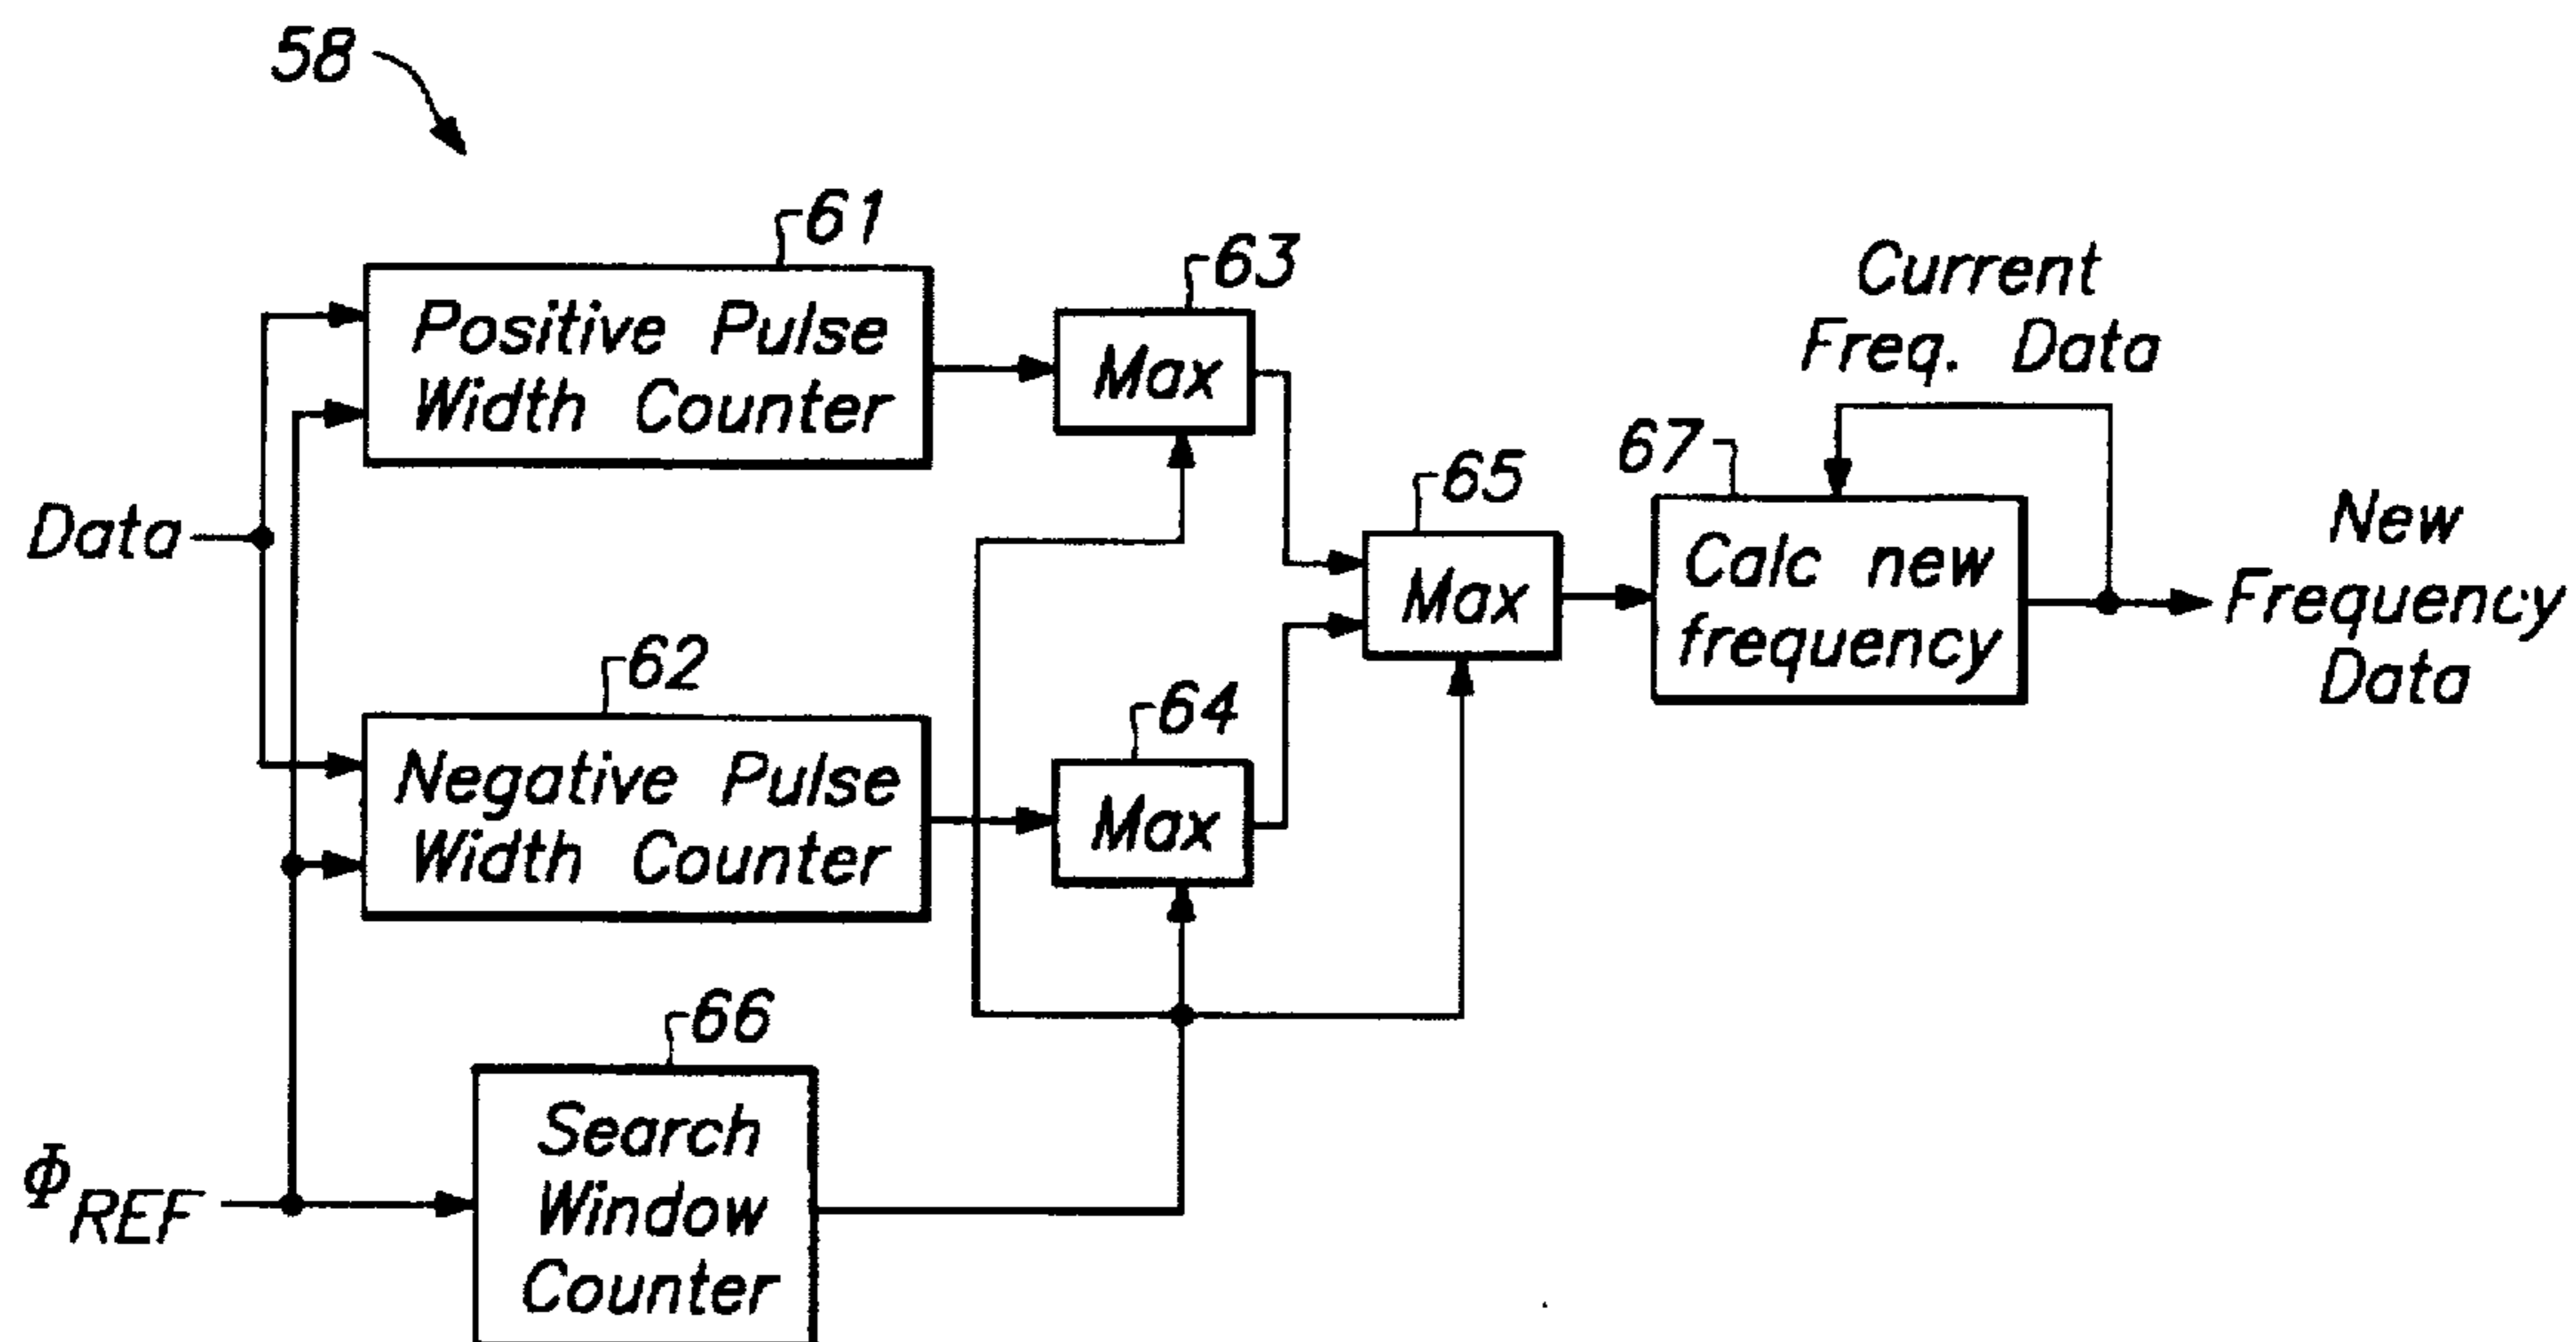 58
61
Positive Pulse
Width Counter
63
Max
Current
Freq. Data
Data
65
Max
67
Calc new
frequency
New
Frequency
Data
62
Negative Pulse
Width Counter
64
Max
66
Search
Window
Counter
Φ REF